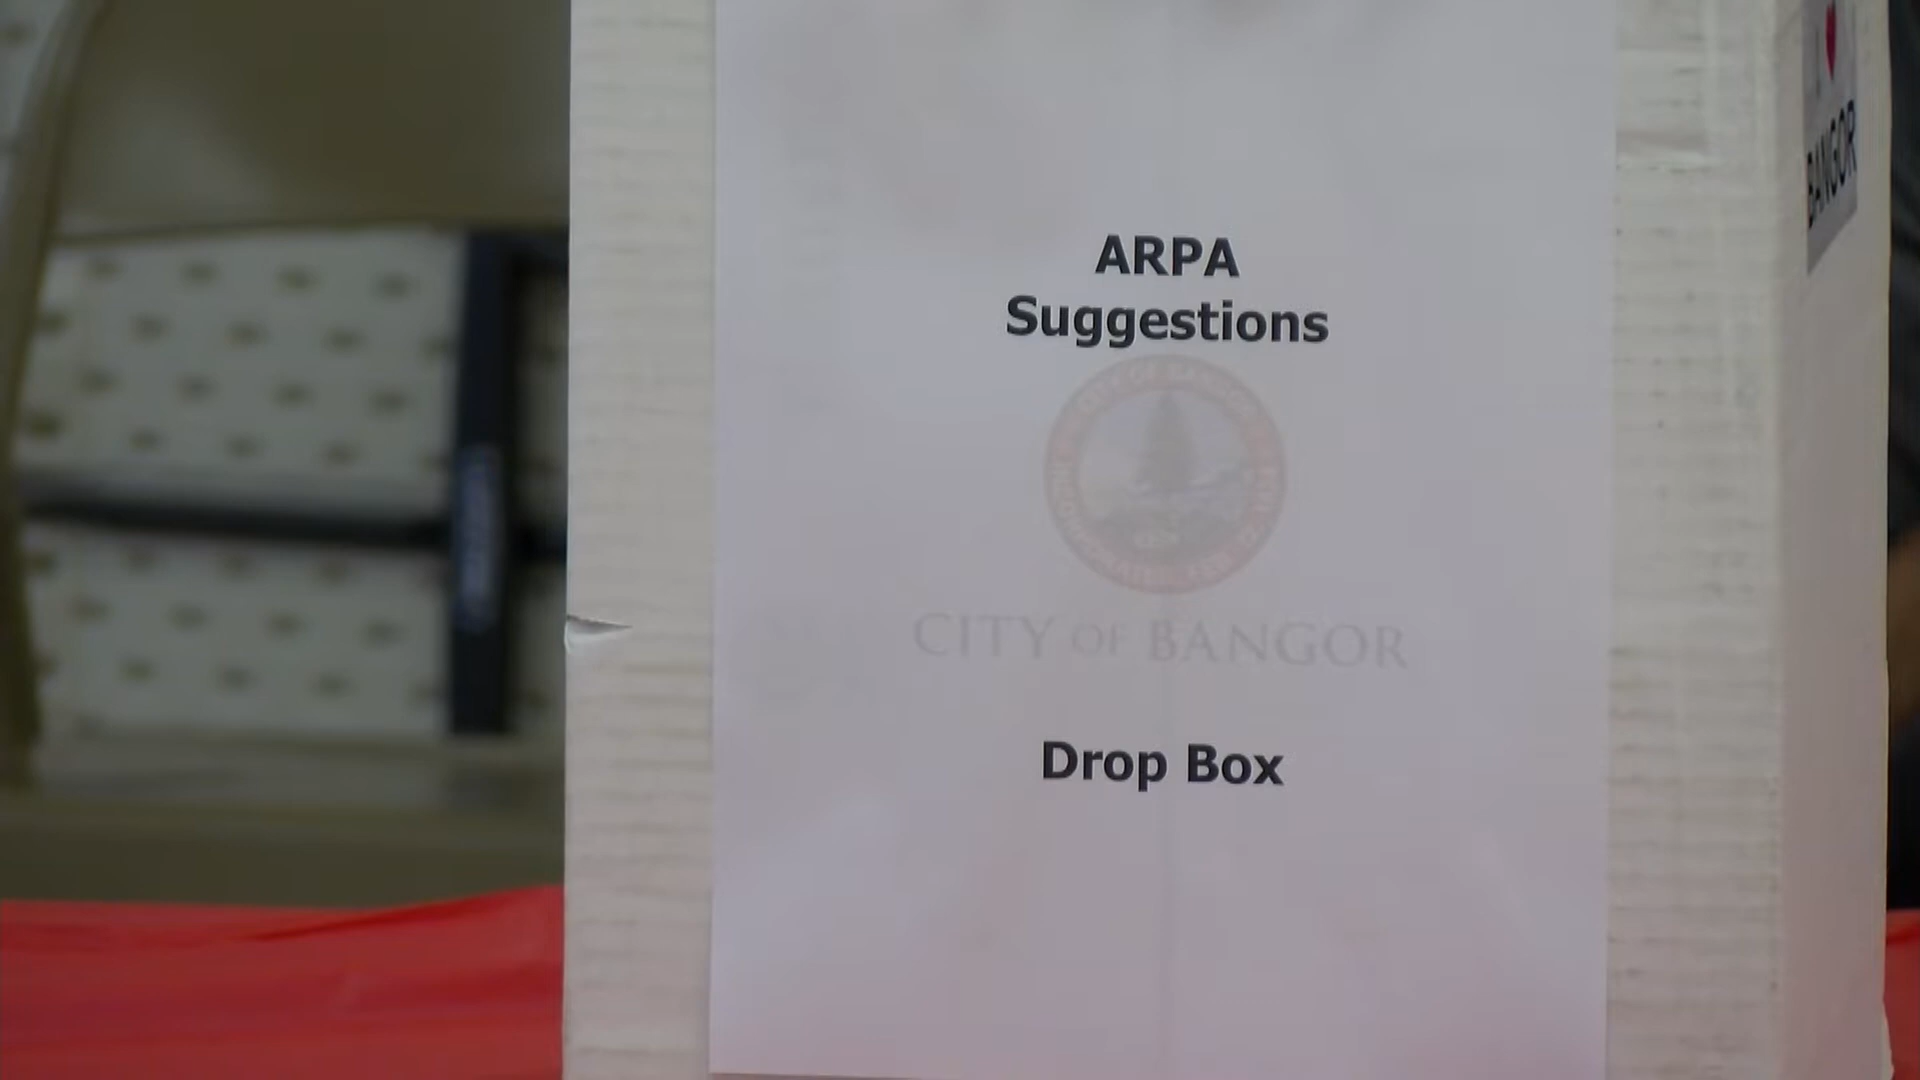 ARPA
Suggestions
CITY OF BANGOR
Drop Box
BANGOR